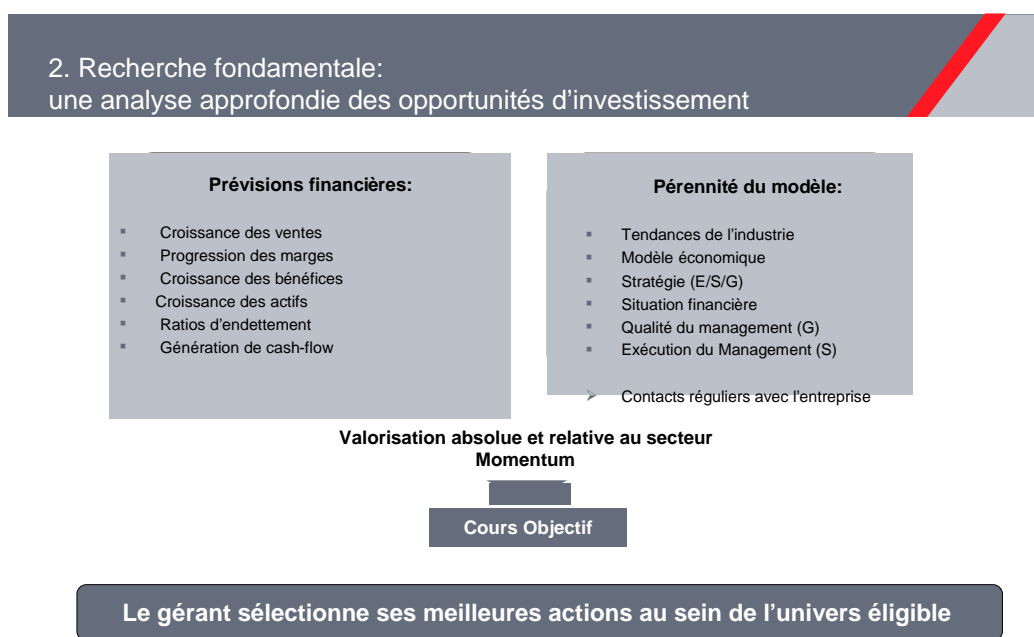 2. Recherche fondamentale:
une analyse approfondie des opportunités d’investissement
Prévisions financières:
▪ Croissance des ventes
▪ Progression des marges
▪ Croissance des bénéfices
▪ Croissance des actifs
▪ Ratios d’endettement
▪ Génération de cash-flow
Pérennité du modèle:
▪ Tendances de l’industrie
▪ Modèle économique
▪ Stratégie (E/S/G)
▪ Situation financière
▪ Qualité du management (G)
▪ Exécution du Management (S)
➢ Contacts réguliers avec l’entreprise
Valorisation absolue et relative au secteur
Momentum
Cours Objectif
Le gérant sélectionne ses meilleures actions au sein de l’univers éligible